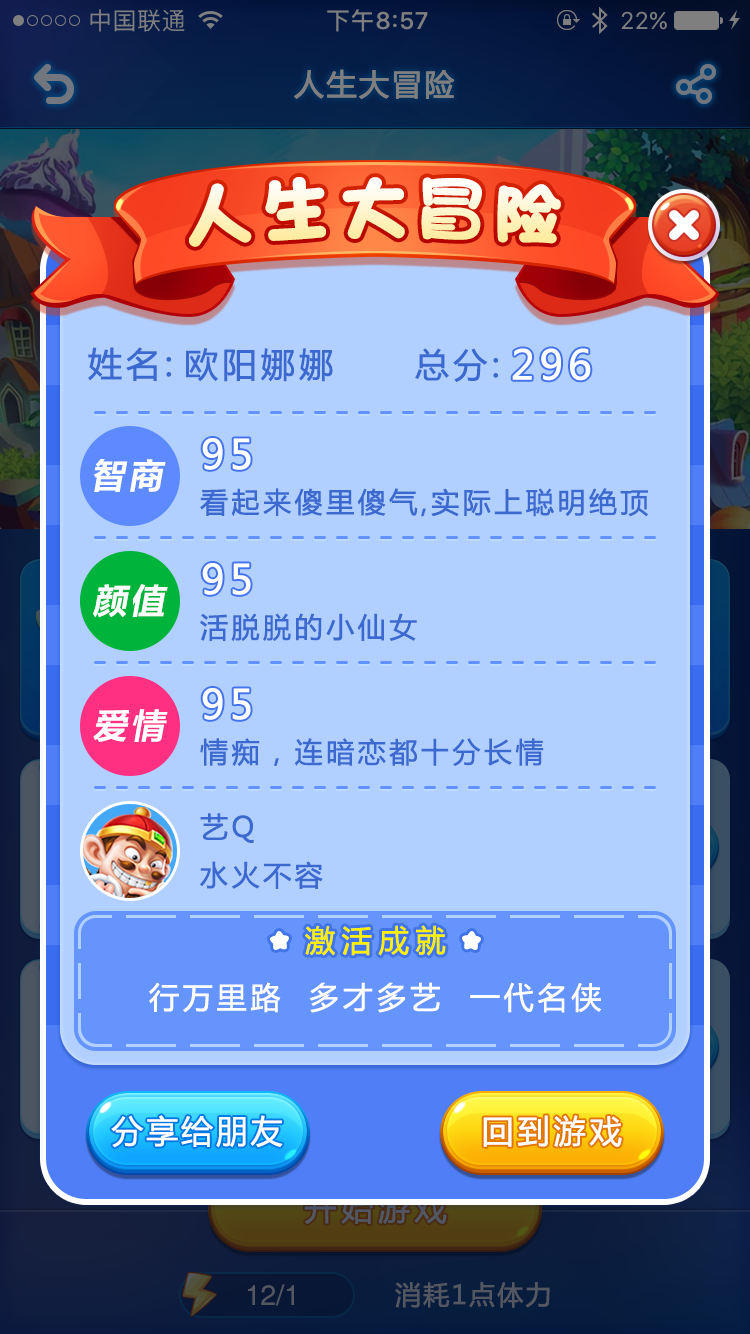 中国联通 下午8:57 22%
人生大冒险
人生大冒险
姓名: 欧阳娜娜 总分: 296
智商 95
看起来傻里傻气,实际上聪明绝顶
颜值 95
活脱脱的小仙女
爱情 95
情痴，连暗恋都十分长情
艺Q
水火不容
激活成就
行万里路 多才多艺 一代名侠
分享给朋友 回到游戏
开始游戏
12/1 消耗1点体力